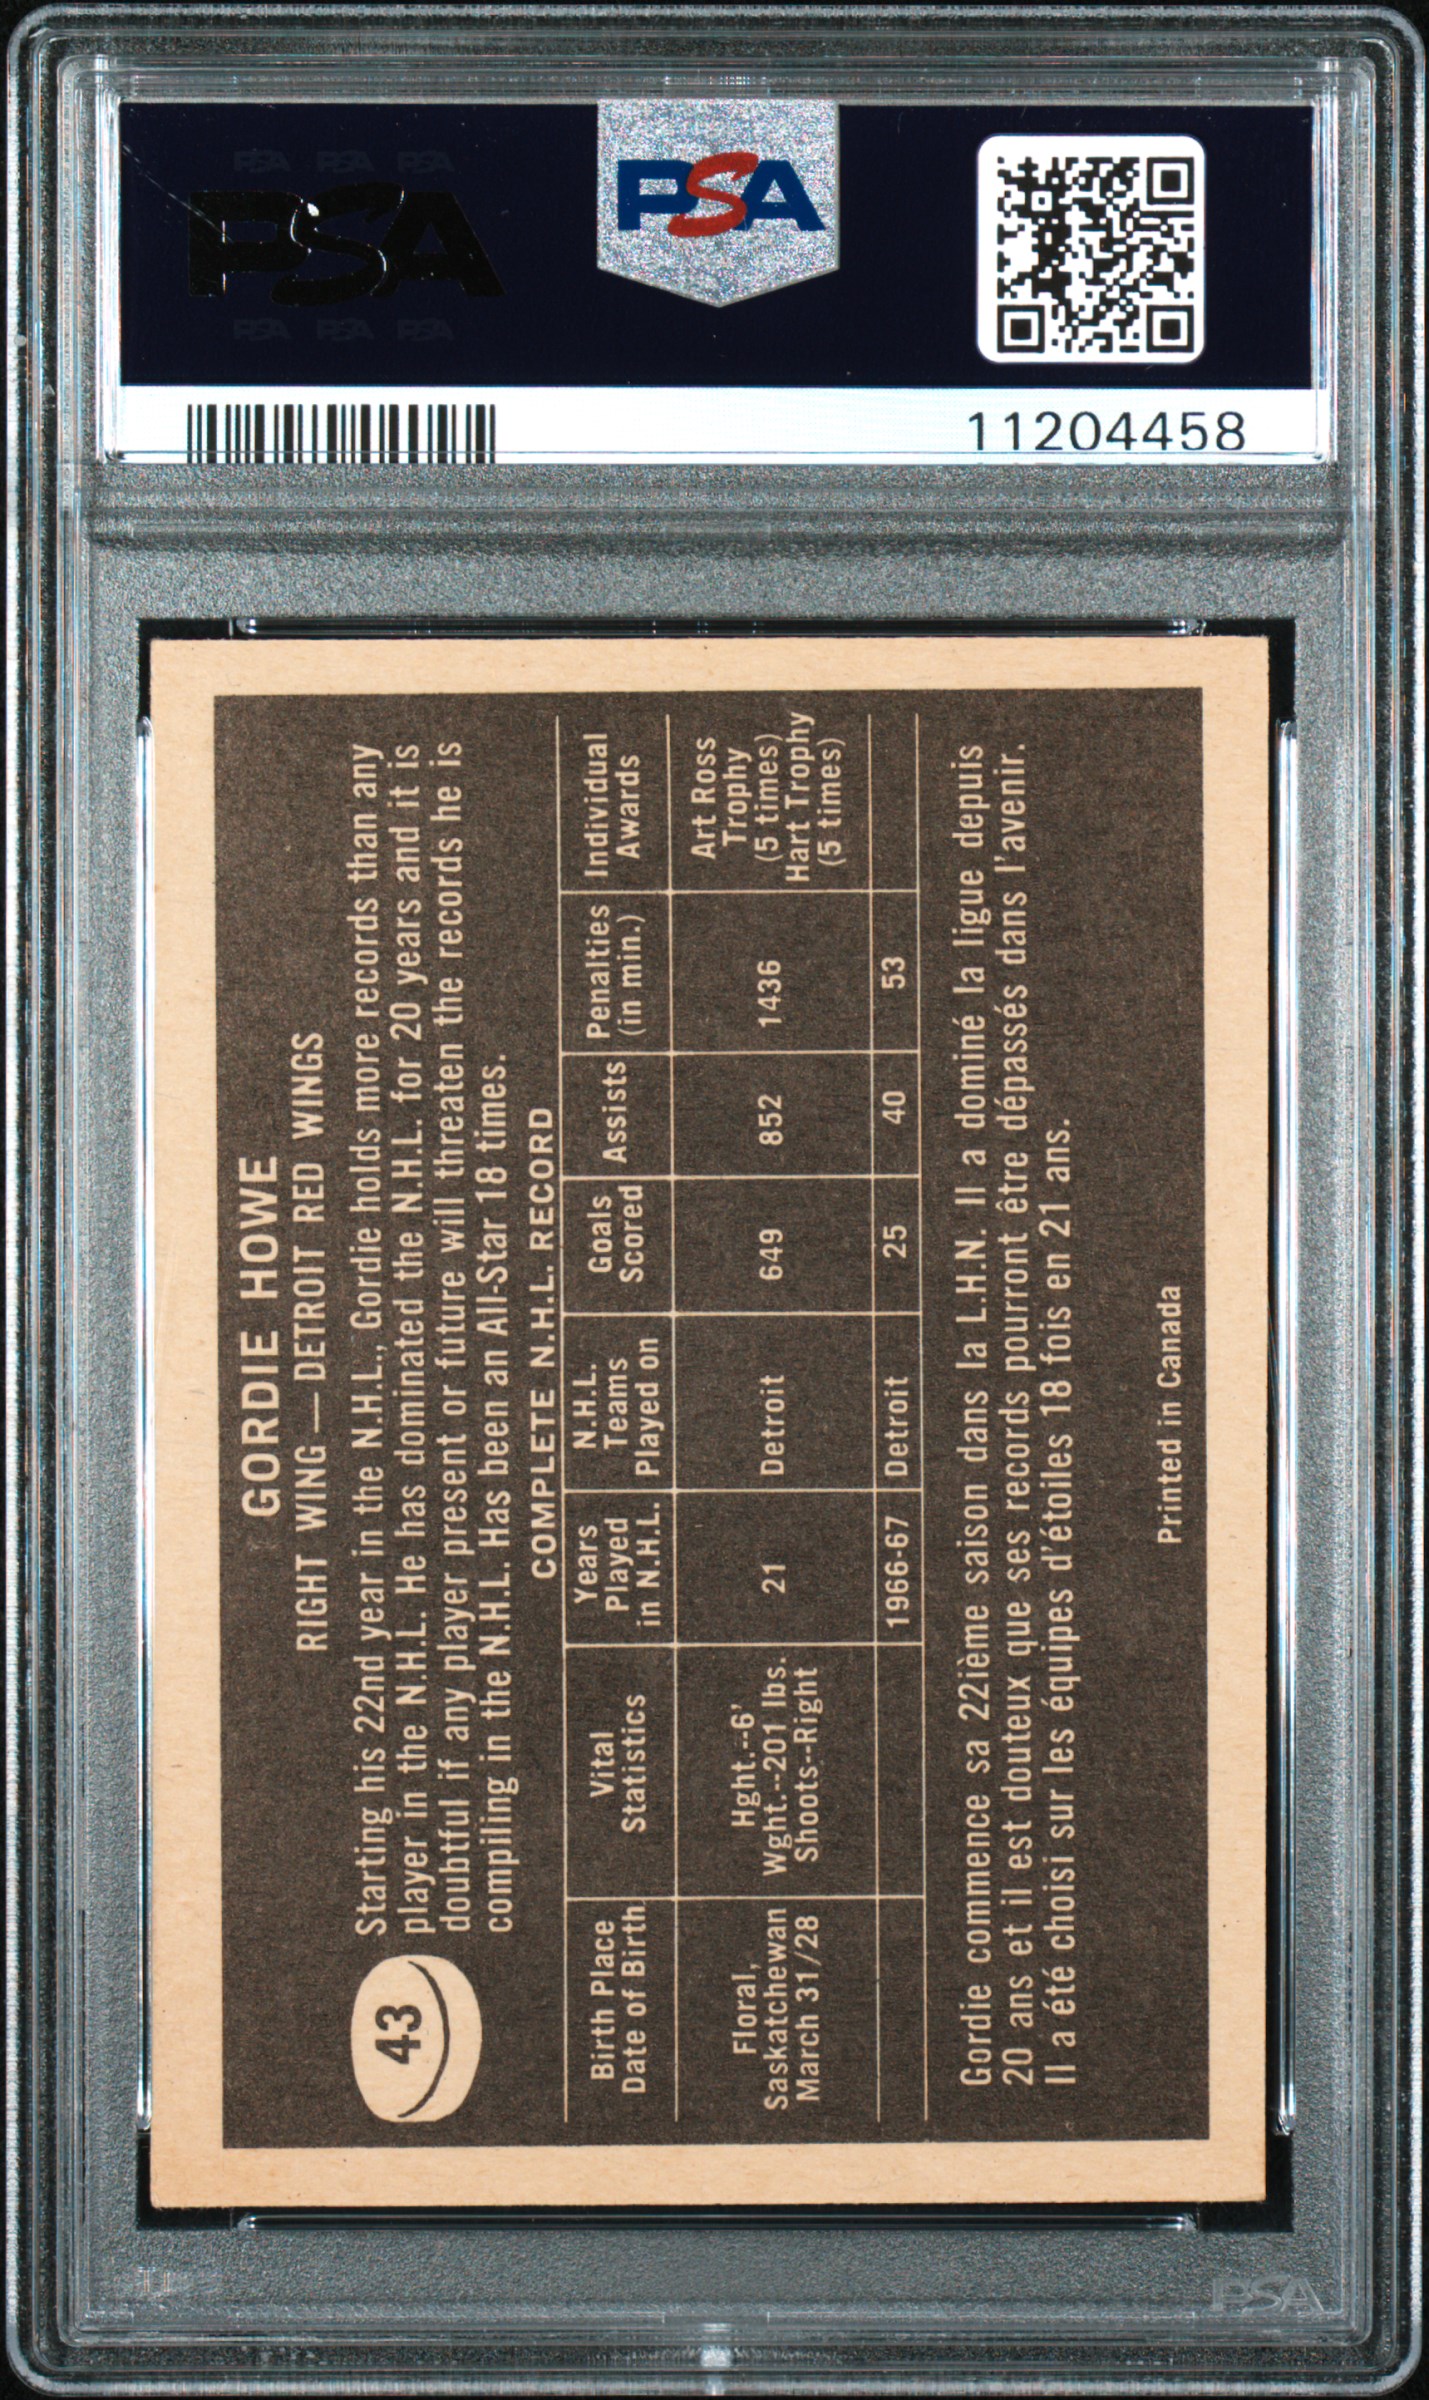 PSA PSA PSA
PSA
PSA PSA PSA
PSA
11204458
GORDIE HOWE
RIGHT WING—DETROIT RED WINGS
43
Starting his 22nd year in the N.H.L., Gordie holds more records than any
player in the N.H.L. He has dominated the N.H.L. for 20 years and it is
doubtful if any player present or future will threaten the records he is
compiling in the N.H.L. Has been an All-Star 18 times.
COMPLETE N.H.L. RECORD
Birth Place
Date of Birth
Vital
Statistics
Years
Played
in N.H.L.
N.H.L.
Teams
Played on
Goals
Scored
Assists
Penalties
(in min.)
Individual
Awards
Floral,
Saskatchewan
March 31/28
Hght.--6'
Wght.--201 lbs.
Shoots--Right
21
Detroit
649
852
1436
Art Ross
Trophy
(5 times)
Hart Trophy
(5 times)
1966-67
Detroit
25
40
53
Gordie commence sa 22ième saison dans la L.H.N. Il a dominé la ligue depuis
20 ans et il est douteux que ses records pourront être dépassés dans l'avenir.
Il a été choisi sur les équipes d'étoiles 18 fois en 21 ans.
Printed in Canada
PSA